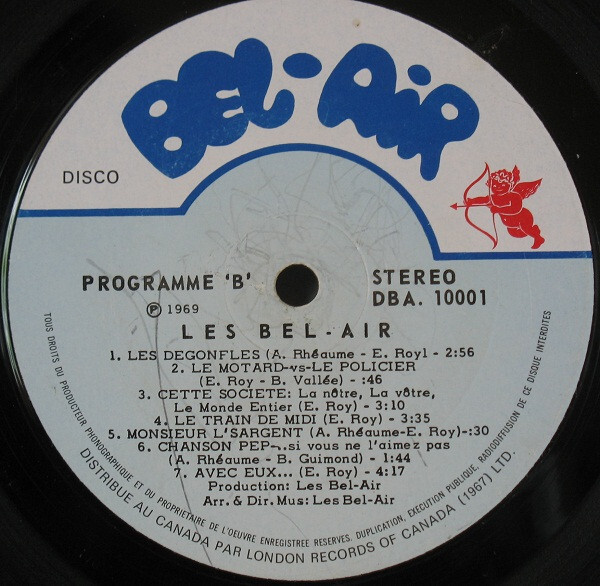 BEL-AIR
DISCO
PROGRAMME 'B'
STEREO
DBA. 10001
Ⓟ 1969
LES BEL-AIR
1. LES DEGONFLES (A. Rhéaume - E. Roy1 - 2:56
2. LE MOTARD-vs-LE POLICIER
(E. Roy - B. Vallée) - :46
3. CETTE SOCIETE: La nôtre, La vôtre,
Le Monde Entier (E. Roy) - 3:10
4. LE TRAIN DE MIDI (E. Roy) - 3:35
5. MONSIEUR L'SARGENT (A. Rhéaume-E. Roy)-:30
6. CHANSON PEP-..si vous ne l'aimez pas
(A. Rhéaume - B. Guimond) - 1:44
7. AVEC EUX... (E. Roy) - 4:17
Production: Les Bel-Air
Arr. & Dir. Mus: Les Bel-Air
TOUS DROITS DU PRODUCTEUR PHONOGRAPHIQUE ET DU PROPRIETAIRE DE L'OEUVRE ENREGISTREE RESERVES. DUPLICATION, EXECUTION PUBLIQUE, RADIODIFFUSION DE CE DISQUE INTERDITES
DISTRIBUE AU CANADA PAR LONDON RECORDS OF CANADA (1967) LTD.